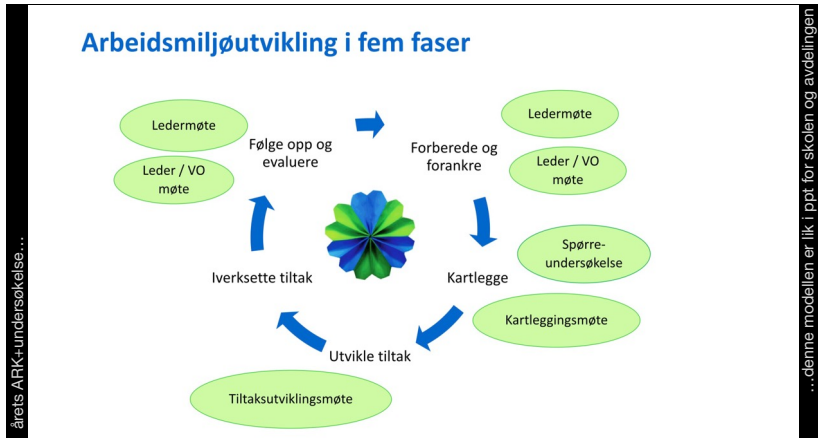 Arbeidsmiljøutvikling i fem faser
Ledermøte
Leder / VO
møte
Følge opp og
evaluere
Forberede og
forankre
Ledermøte
Leder / VO
møte
Spørre-
undersøkelse
Kartlegge
Kartleggingsmøte
Iverksette tiltak
Utvikle tiltak
Tiltaksutviklingsmøte
årets ARK+undersøkelse...
...denne modellen er lik i ppt for skolen og avdelingen